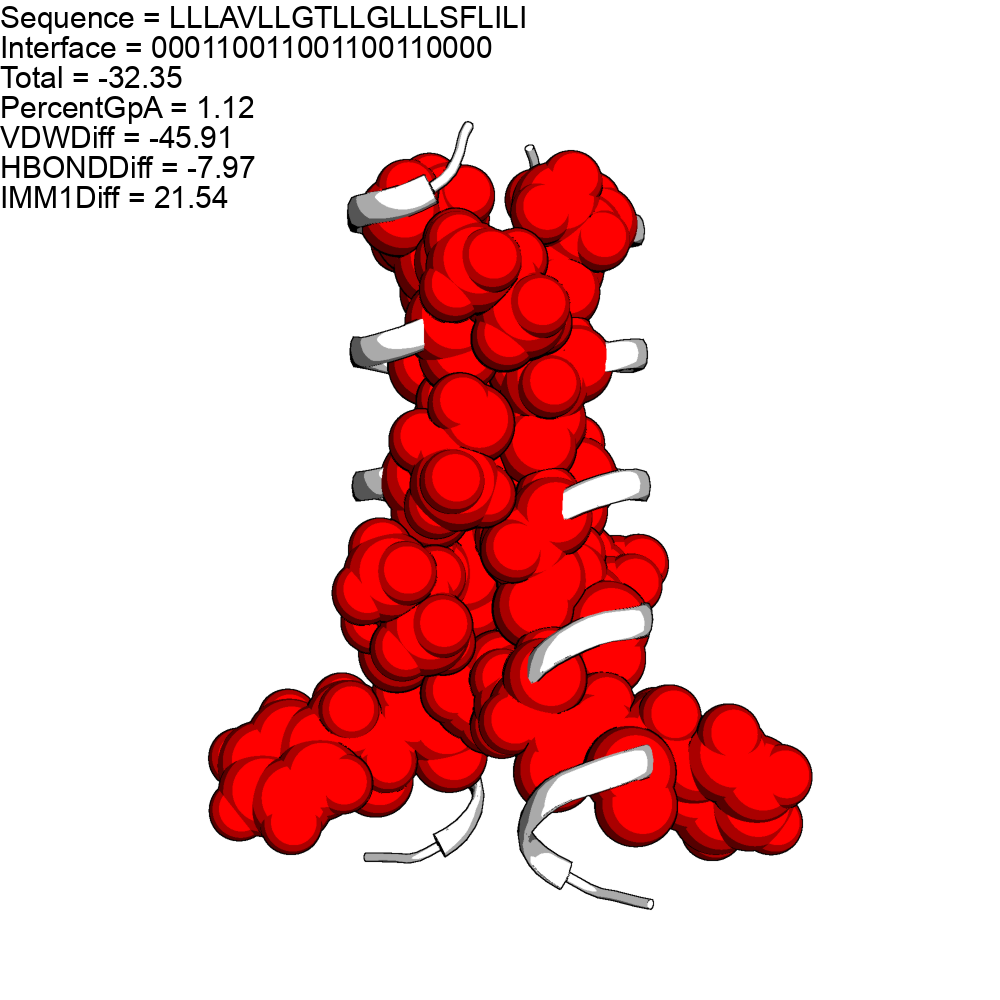 Sequence = LLLAVLLGTLLGLLLSFLILI
Interface = 000110011001100110000
Total = -32.35
PercentGpA = 1.12
VDWDiff = -45.91
HBONDDiff = -7.97
IMM1Diff = 21.54